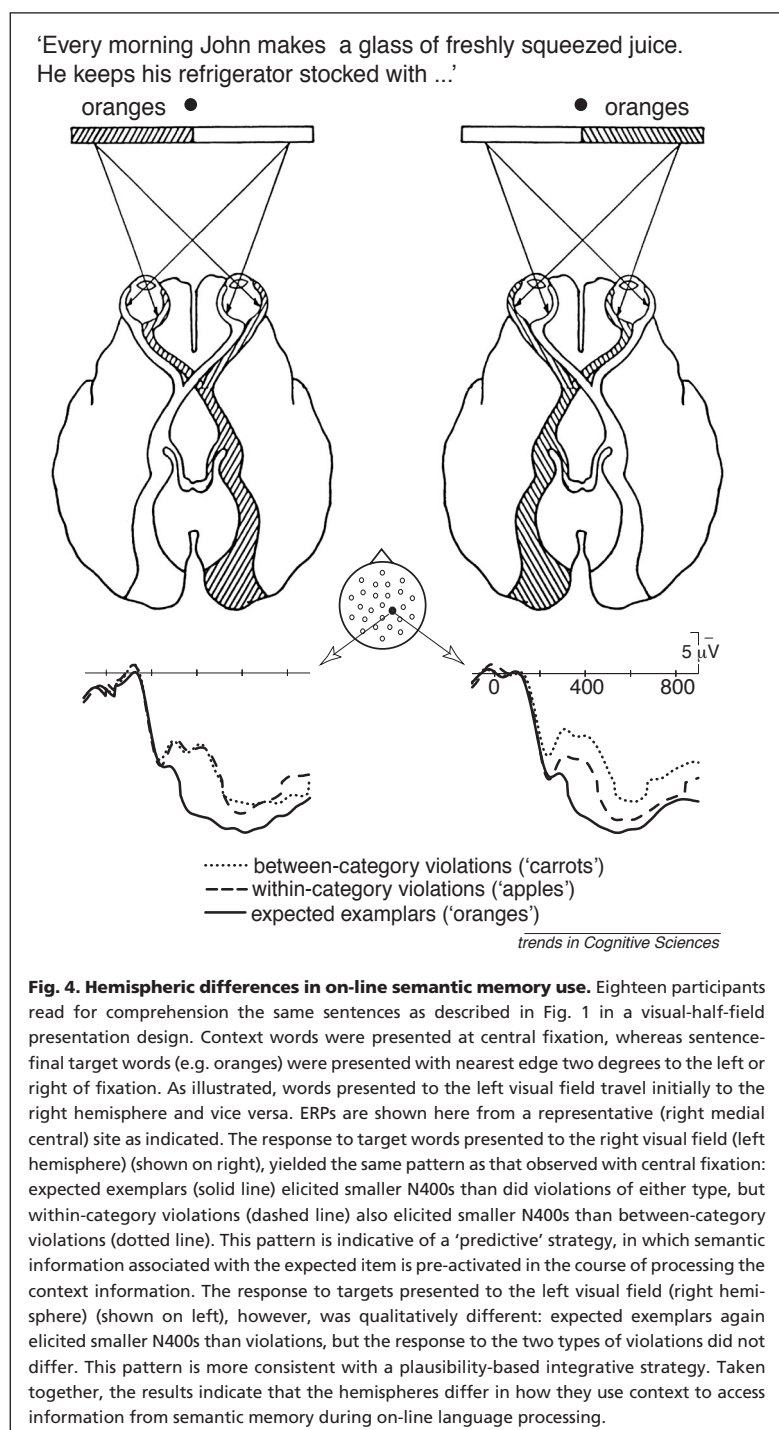 ‘Every morning John makes  a glass of freshly squeezed juice.
He keeps his refrigerator stocked with ...’
oranges
oranges
5 µV
0 400 800
between-category violations (‘carrots’)
within-category violations (‘apples’)
expected examplars (‘oranges’)
trends in Cognitive Sciences
Fig. 4. Hemispheric differences in on-line semantic memory use. Eighteen participants
read for comprehension the same sentences as described in Fig. 1 in a visual-half-field
presentation design. Context words were presented at central fixation, whereas sentence-
final target words (e.g. oranges) were presented with nearest edge two degrees to the left or
right of fixation. As illustrated, words presented to the left visual field travel initially to the
right hemisphere and vice versa. ERPs are shown here from a representative (right medial
central) site as indicated. The response to target words presented to the right visual field (left
hemisphere) (shown on right), yielded the same pattern as that observed with central fixation:
expected exemplars (solid line) elicited smaller N400s than did violations of either type, but
within-category violations (dashed line) also elicited smaller N400s than between-category
violations (dotted line). This pattern is indicative of a ‘predictive’ strategy, in which semantic
information associated with the expected item is pre-activated in the course of processing the
context information. The response to targets presented to the left visual field (right hemi-
sphere) (shown on left), however, was qualitatively different: expected exemplars again
elicited smaller N400s than violations, but the response to the two types of violations did not
differ. This pattern is more consistent with a plausibility-based integrative strategy. Taken
together, the results indicate that the hemispheres differ in how they use context to access
information from semantic memory during on-line language processing.